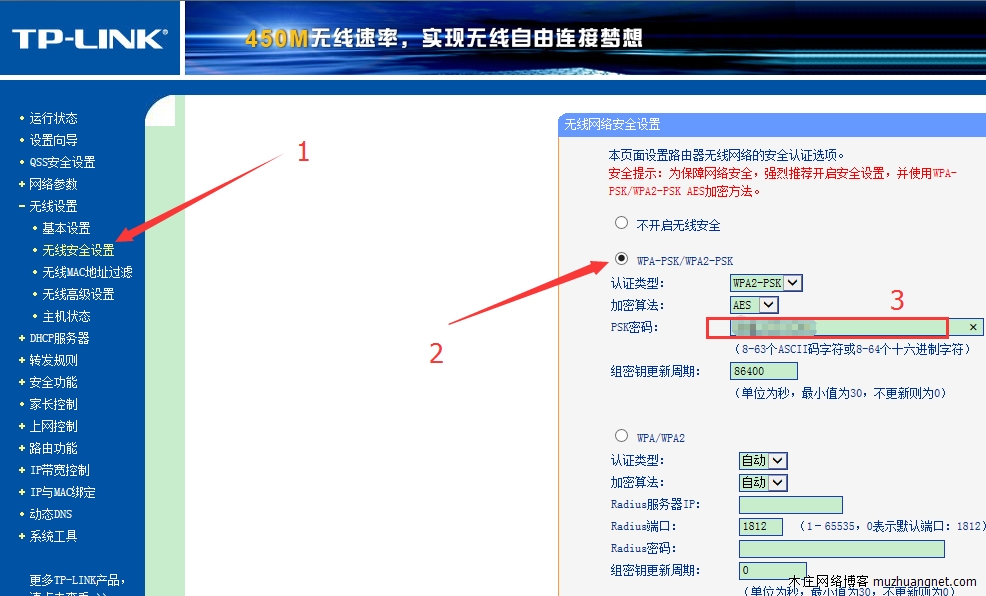 TP-LINK®
450M无线速率，实现无线自由连接梦想
运行状态
设置向导
QSS安全设置
+ 网络参数
- 无线设置
基本设置
无线安全设置
无线MAC地址过滤
无线高级设置
主机状态
+ DHCP服务器
+ 转发规则
+ 安全功能
家长控制
+ 上网控制
+ 路由功能
+ IP带宽控制
+ IP与MAC绑定
动态DNS
+ 系统工具
更多TP-LINK产品，
1
2
无线网络安全设置
本页面设置路由器无线网络的安全认证选项。
安全提示：为保障网络安全，强烈推荐开启安全设置，并使用WPA-
PSK/WPA2-PSK AES加密方法。
不开启无线安全
WPA-PSK/WPA2-PSK
认证类型： WPA2-PSK
加密算法： AES
3
PSK密码： ×
（8-63个ASCII码字符或8-64个十六进制字符）
组密钥更新周期： 86400
（单位为秒，最小值为30，不更新则为0）
WPA/WPA2
认证类型： 自动
加密算法： 自动
Radius服务器IP：
Radius端口： 1812 （1-65535，0表示默认端口：1812）
Radius密码：
组密钥更新周期： 0
木住网络博客 muzhuangnet.com
（单位为秒，最小值为30，不更新则为0）